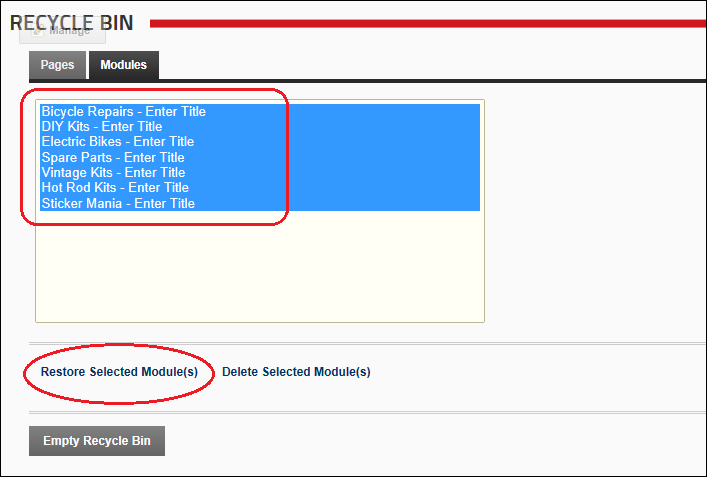 RECYCLE BIN
Manage
Pages Modules
Bicycle Repairs - Enter Title
DIY Kits - Enter Title
Electric Bikes - Enter Title
Spare Parts - Enter Title
Vintage Kits - Enter Title
Hot Rod Kits - Enter Title
Sticker Mania - Enter Title
Restore Selected Module(s) Delete Selected Module(s)
Empty Recycle Bin